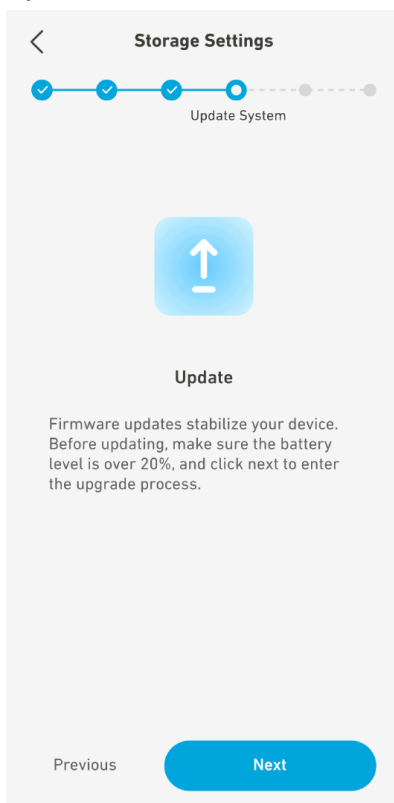 Storage Settings
Update System
Update
Firmware updates stabilize your device.
Before updating, make sure the battery
level is over 20%, and click next to enter
the upgrade process.
Previous
Next